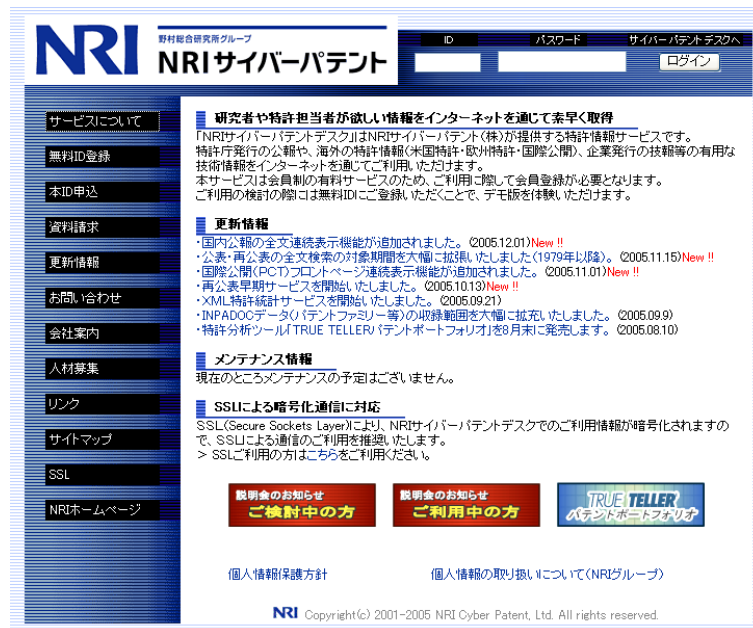 NRI
野村総合研究所グループ
NRIサイバーパテント
ID
パスワード
サイバーパテントデスクへ
ログイン
サービスについて
無料ID登録
本ID申込
資料請求
更新情報
お問い合わせ
会社案内
人材募集
リンク
サイトマップ
SSL
NRIホームページ
研究者や特許担当者が欲しい情報をインターネットを通じて素早く取得
「NRIサイバーパテントデスク」はNRIサイバーパテント(株)が提供する特許情報サービスです。
特許庁発行の公報や、海外の特許情報(米国特許・欧州特許・国際公開)、企業発行の技報等の有用な
技術情報をインターネットを通じてご利用いただけます。
本サービスは会員制の有料サービスのため、ご利用に際して会員登録が必要となります。
ご利用の検討の際には無料IDにご登録いただくことで、デモ版を体験いただけます。
更新情報
・国内公報の全文連続表示機能が追加されました。(2005.12.01)New !!
・公表・再公表の全文検索の対象期間を大幅に拡張いたしました(1979年以降)。(2005.11.15)New !!
・国際公開(PCT)フロントページ連続表示機能が追加されました。(2005.11.01)New !!
・再公表早期サービスを開始いたしました。(2005.10.13)New !!
・XML特許統計サービスを開始いたしました。(2005.09.21)
・INPADOCデータ(パテントファミリー等)の収録範囲を大幅に拡充いたしました。(2005.09.9)
・特許分析ツール「TRUE TELLERパテントポートフォリオ」を8月末に発売します。(2005.08.10)
メンテナンス情報
現在のところメンテナンスの予定はございません。
SSLによる暗号化通信に対応
SSL(Secure Sockets Layer)により、NRIサイバーパテントデスクでのご利用情報が暗号化されますの
で、SSLによる通信のご利用を推奨いたします。
> SSLご利用の方はこちらをご利用ください。
説明会のお知らせ
ご検討中の方
説明会のお知らせ
ご利用中の方
TRUE TELLER
パテントポートフォリオ
個人情報保護方針
個人情報の取り扱いについて(NRIグループ)
NRI Copyright(c) 2001-2005 NRI Cyber Patent, Ltd. All rights reserved.